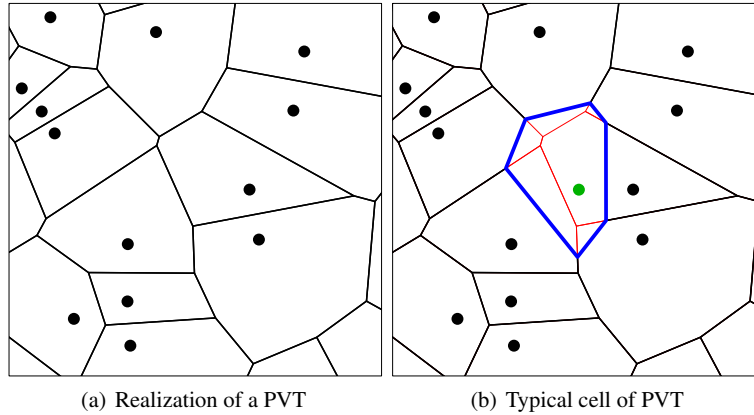 (a) Realization of a PVT
(b) Typical cell of PVT